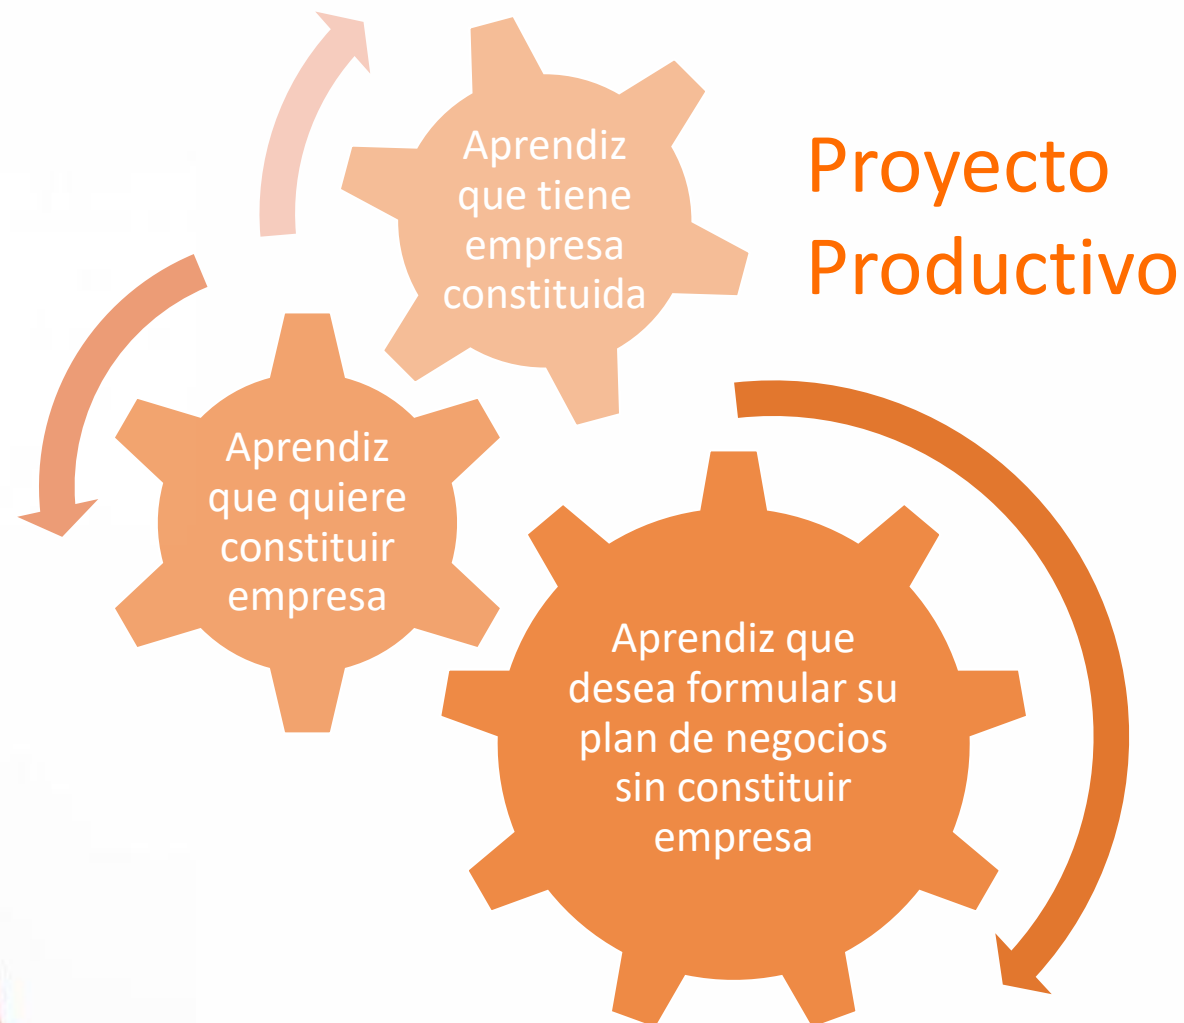 Proyecto
Productivo
Aprendiz
que tiene
empresa
constituida
Aprendiz
que quiere
constituir
empresa
Aprendiz que
desea formular su
plan de negocios
sin constituir
empresa